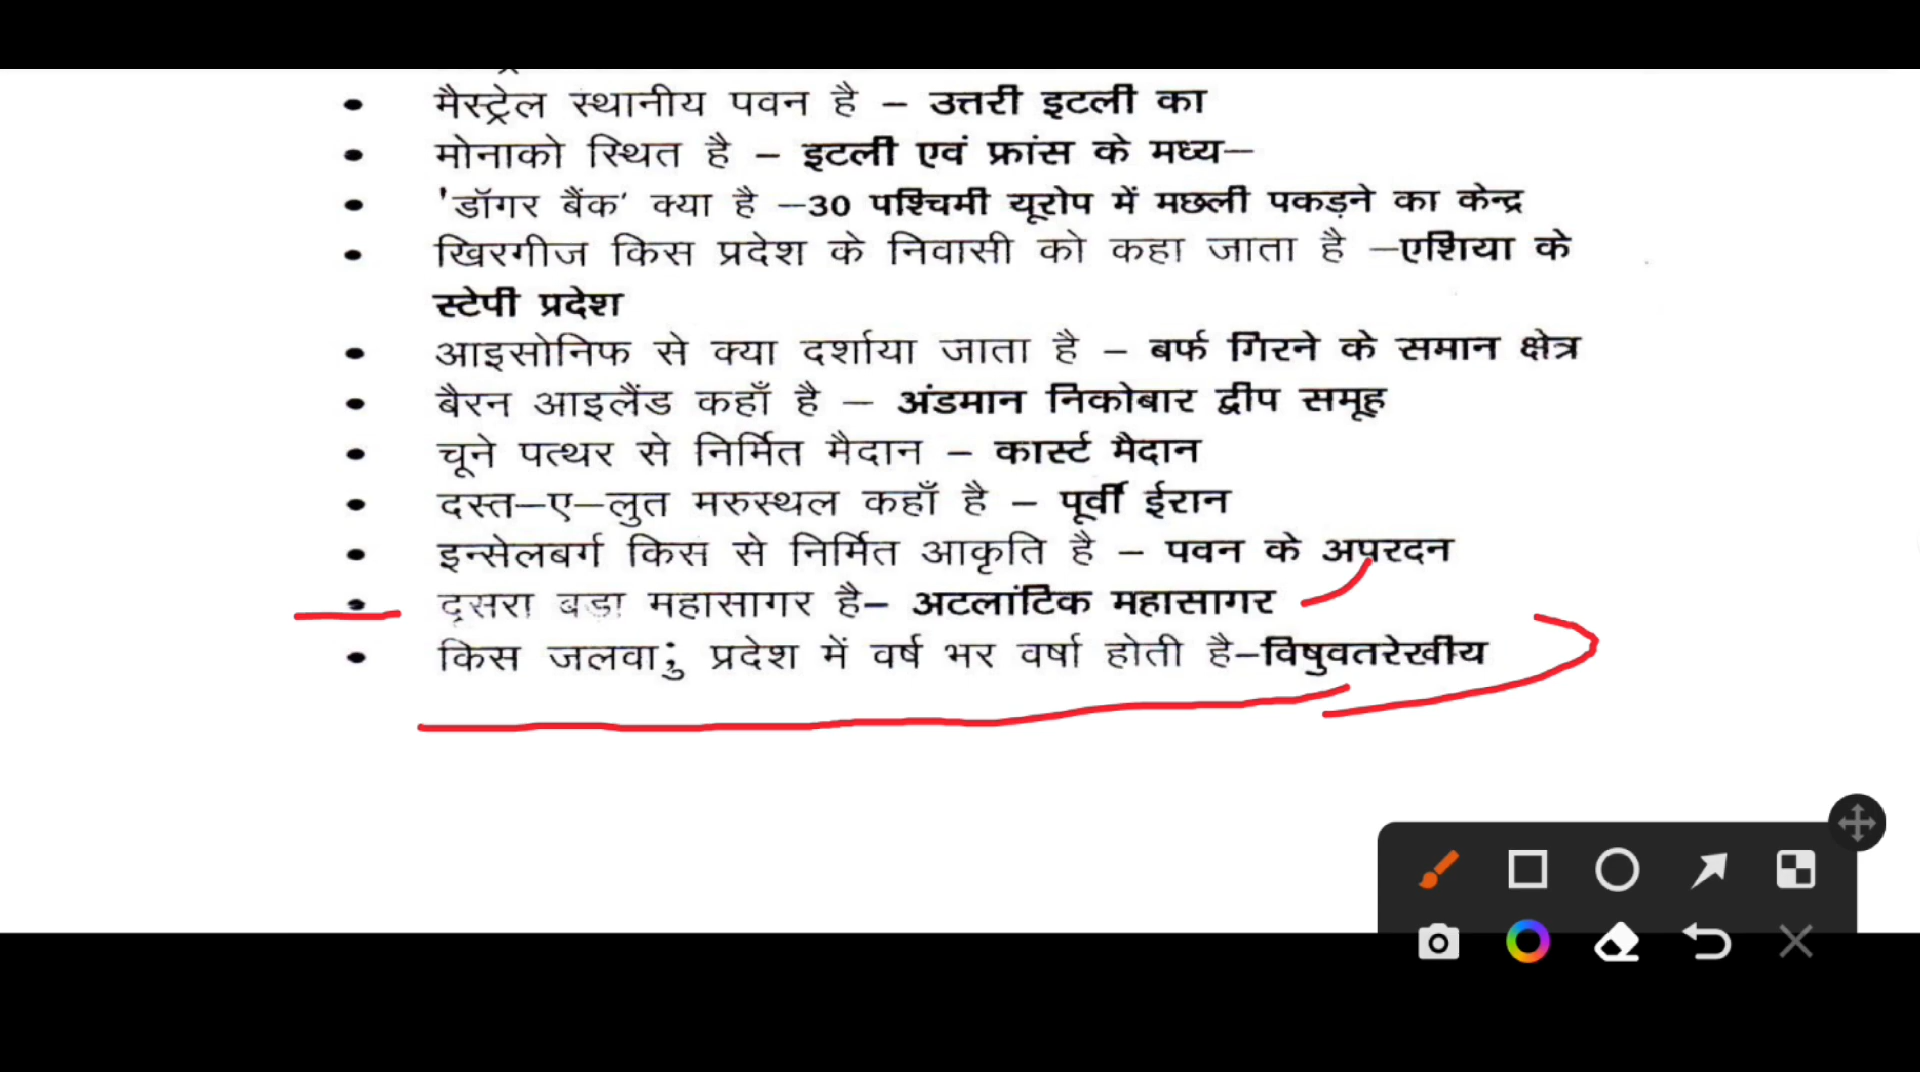 • मैस्ट्रेल स्थानीय पवन है – उत्तरी इटली का
• मोनाको स्थित है – इटली एवं फ्रांस के मध्य–
• 'डॉगर बैंक' क्या है –30 पश्चिमी यूरोप में मछली पकड़ने का केन्द्र
• खिरगीज किस प्रदेश के निवासी को कहा जाता है –एशिया के
स्टेपी प्रदेश
• आइसोनिफ से क्या दर्शाया जाता है – बर्फ गिरने के समान क्षेत्र
• बैरन आइलैंड कहाँ है – अंडमान निकोबार द्वीप समूह
• चूने पत्थर से निर्मित मैदान – कार्स्ट मैदान
• दस्त–ए–लुत मरुस्थल कहाँ है – पूर्वी ईरान
• इन्सेलबर्ग किस से निर्मित आकृति है – पवन के अपरदन
• दूसरा बड़ा महासागर है– अटलांटिक महासागर
• किस जलवा;ु प्रदेश में वर्ष भर वर्षा होती है–विषुवतरेखीय